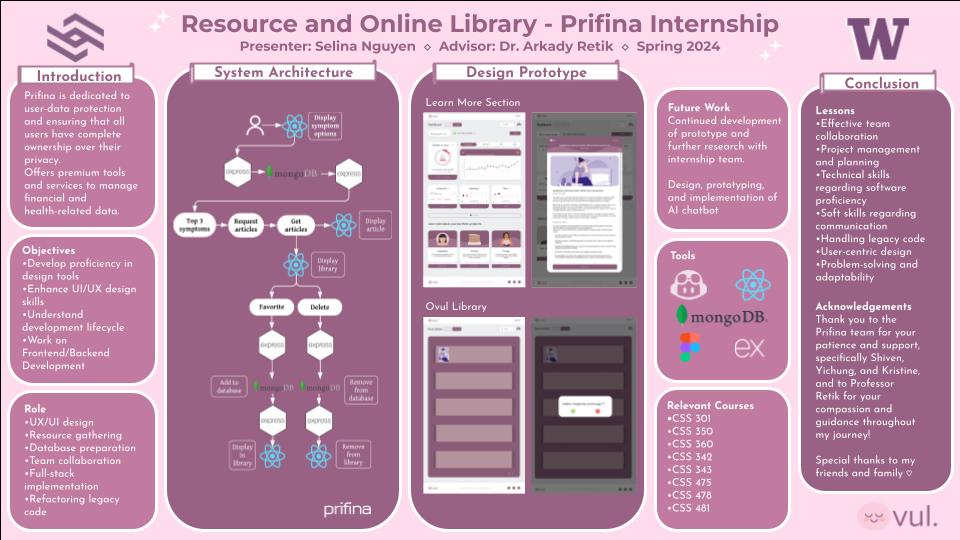 Resource and Online Library - Prifina Internship
Presenter: Selina Nguyen ⋄ Advisor: Dr. Arkady Retik ⋄ Spring 2024
W
Introduction
Prifina is dedicated to
user-data protection
and ensuring that all
users have complete
ownership over their
privacy.
Offers premium tools
and services to manage
financial and
health-related data.
Objectives
•Develop proficiency in
design tools
•Enhance UI/UX design
skills
•Understand
development lifecycle
•Work on
Frontend/Backend
Development
Role
•UX/UI design
•Resource gathering
•Database preparation
•Team collaboration
•Full-stack
implementation
•Refactoring legacy
code
System Architecture
Display
symptom
options
express
mongoDB
express
Top 3
symptoms
Request
articles
Get
articles
Display
article
Display
library
Favorite
Delete
express
express
Add to
database
mongoDB
mongoDB
Remove
from
database
express
express
Display
in library
Remove
from
library
prifina
Design Prototype
Learn More Section
Ovul Library
Future Work
Continued development
of prototype and
further research with
internship team.
Design, prototyping,
and implementation of
AI chatbot
Tools
mongoDB.
ex
Relevant Courses
•CSS 301
•CSS 350
•CSS 360
•CSS 342
•CSS 343
•CSS 475
•CSS 478
•CSS 481
Conclusion
Lessons
•Effective team
collaboration
•Project management
and planning
•Technical skills
regarding software
proficiency
•Soft skills regarding
communication
•Handling legacy code
•User-centric design
•Problem-solving and
adaptability
Acknowledgements
Thank you to the
Prifina team for your
patience and support,
specifically Shiven,
Yichung, and Kristine,
and to Professor
Retik for your
compassion and
guidance throughout
my journey!
Special thanks to my
friends and family ♡
vul.